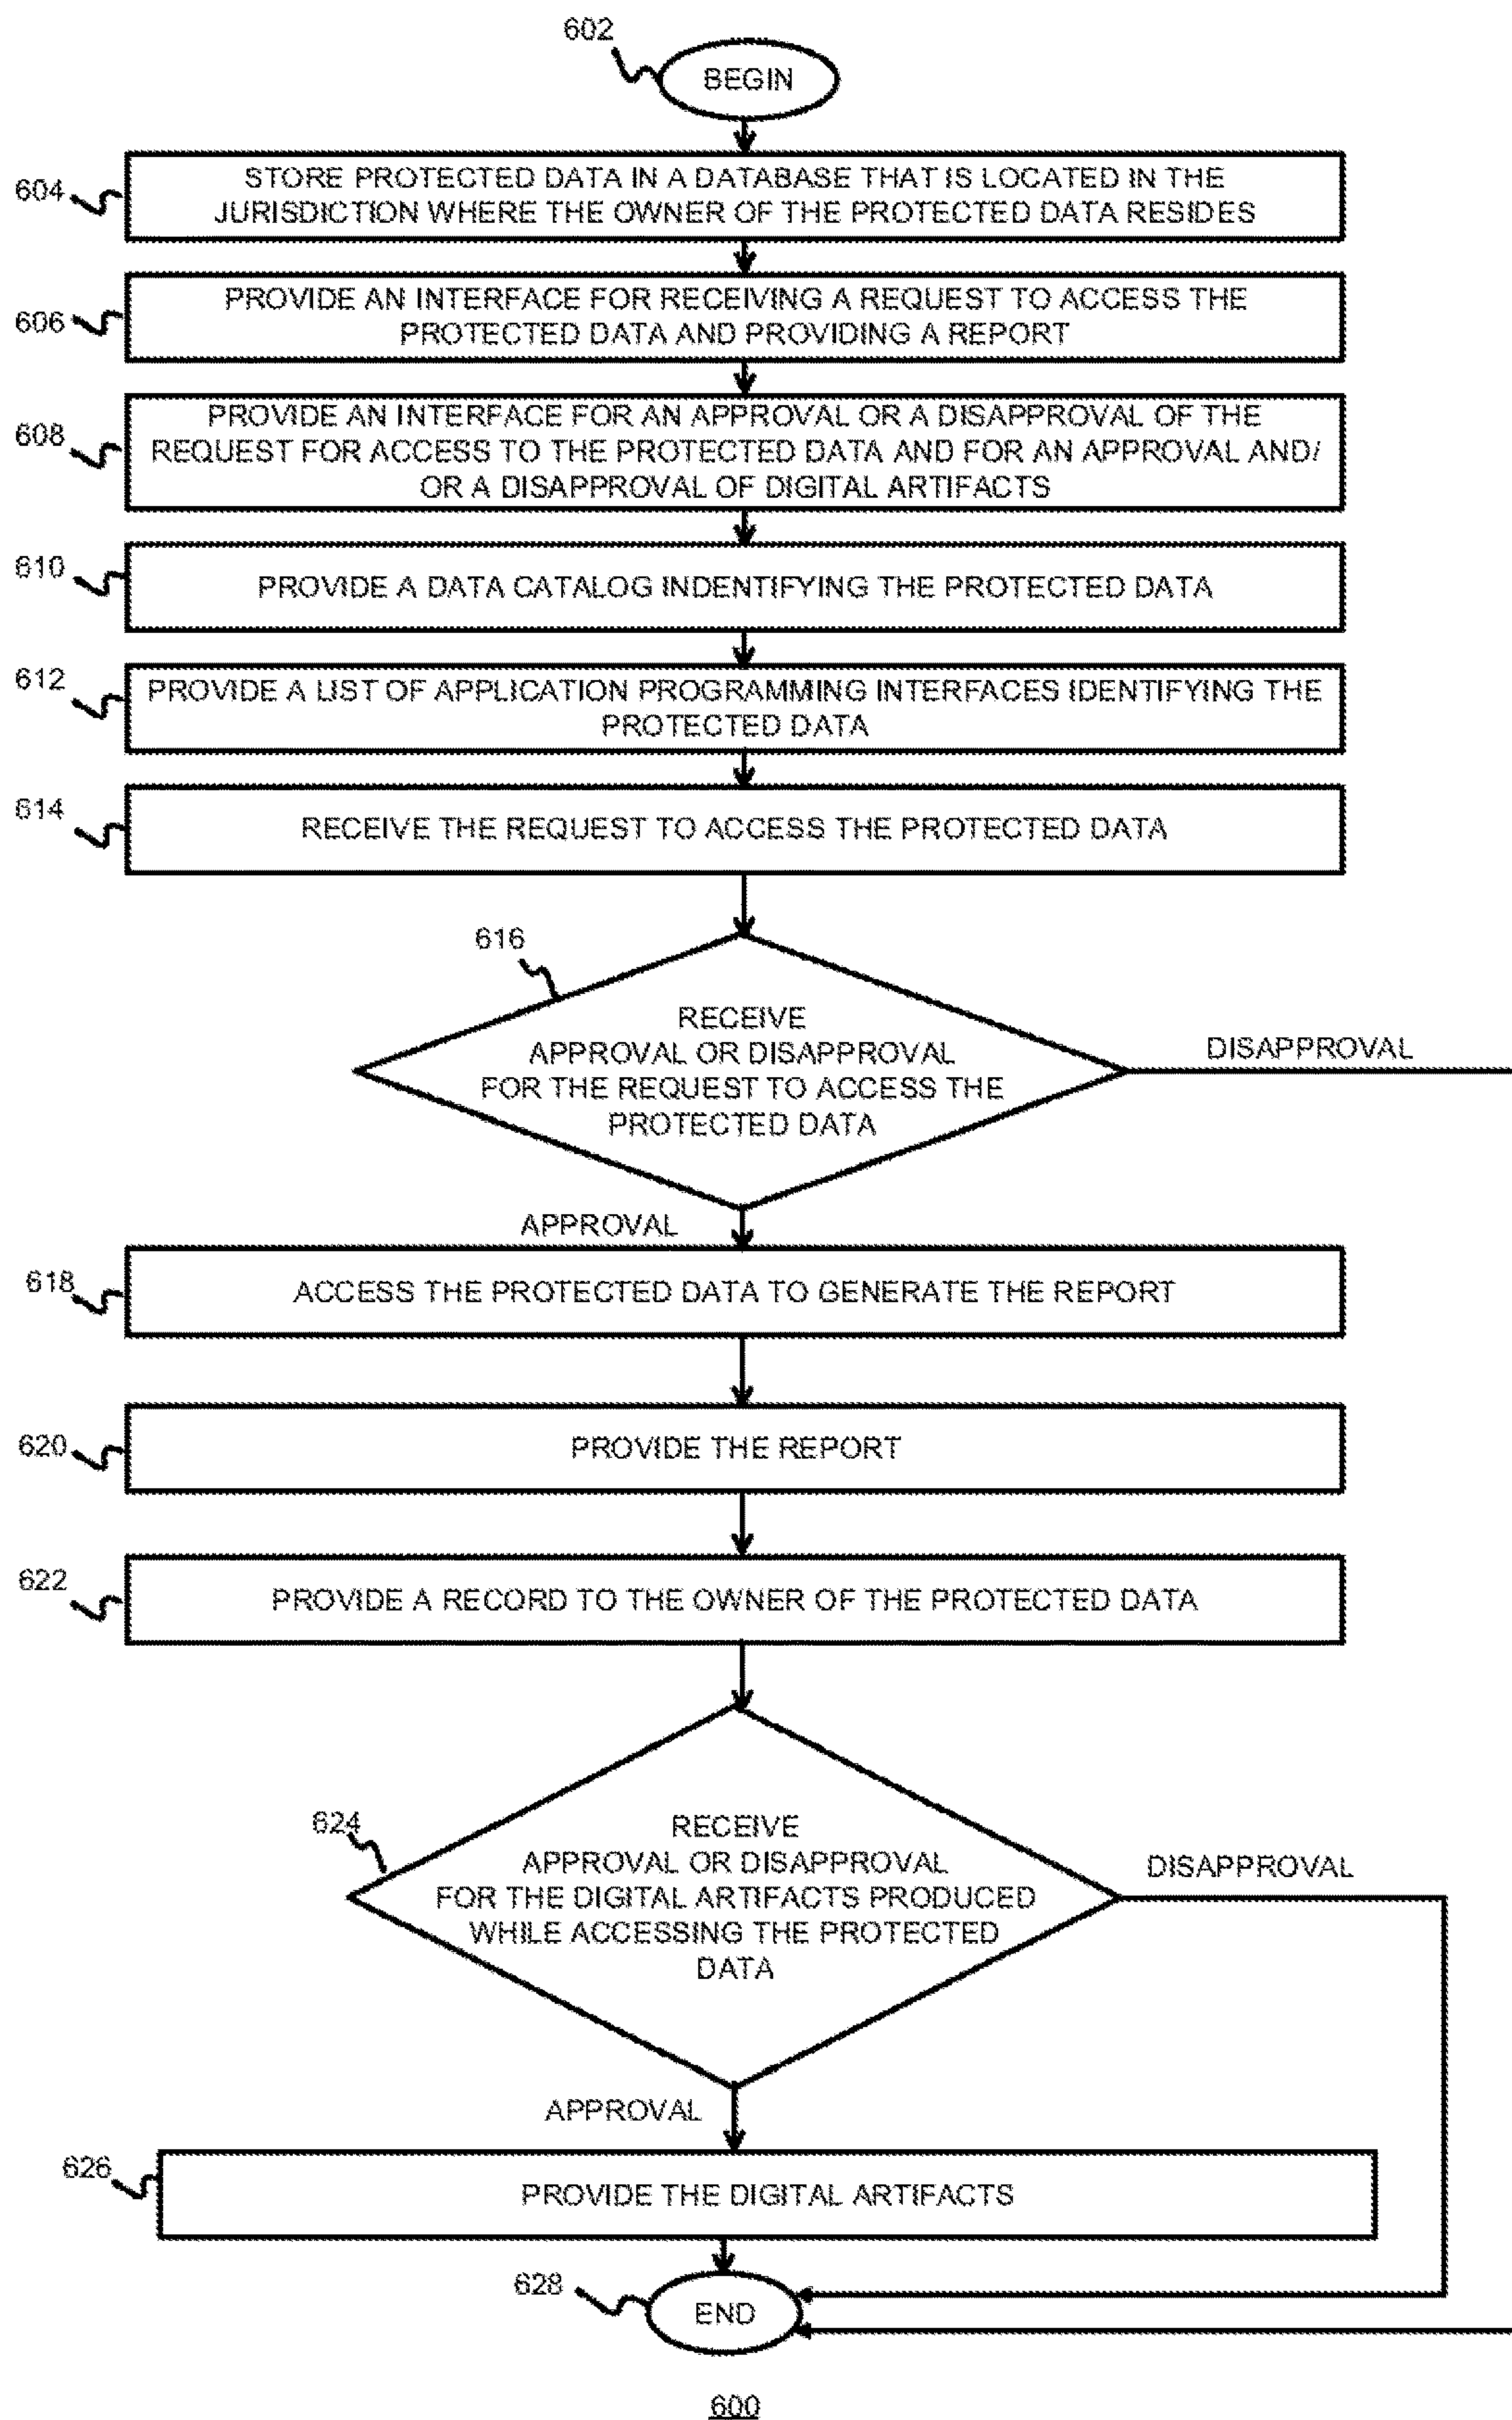 602
BEGIN
604
STORE PROTECTED DATA IN A DATABASE THAT IS LOCATED IN THE
JURISDICTION WHERE THE OWNER OF THE PROTECTED DATA RESIDES
606
PROVIDE AN INTERFACE FOR RECEIVING A REQUEST TO ACCESS THE
PROTECTED DATA AND PROVIDING A REPORT
608
PROVIDE AN INTERFACE FOR AN APPROVAL OR A DISAPPROVAL OF THE
REQUEST FOR ACCESS TO THE PROTECTED DATA AND FOR AN APPROVAL AND/
OR A DISAPPROVAL OF DIGITAL ARTIFACTS
610
PROVIDE A DATA CATALOG INDENTIFYING THE PROTECTED DATA
612
PROVIDE A LIST OF APPLICATION PROGRAMMING INTERFACES IDENTIFYING THE
PROTECTED DATA
614
RECEIVE THE REQUEST TO ACCESS THE PROTECTED DATA
616
RECEIVE
APPROVAL OR DISAPPROVAL
FOR THE REQUEST TO ACCESS THE
PROTECTED DATA
DISAPPROVAL
APPROVAL
618
ACCESS THE PROTECTED DATA TO GENERATE THE REPORT
620
PROVIDE THE REPORT
622
PROVIDE A RECORD TO THE OWNER OF THE PROTECTED DATA
624
RECEIVE
APPROVAL OR DISAPPROVAL
FOR THE DIGITAL ARTIFACTS PRODUCED
WHILE ACCESSING THE PROTECTED
DATA
DISAPPROVAL
APPROVAL
626
PROVIDE THE DIGITAL ARTIFACTS
628
END
600